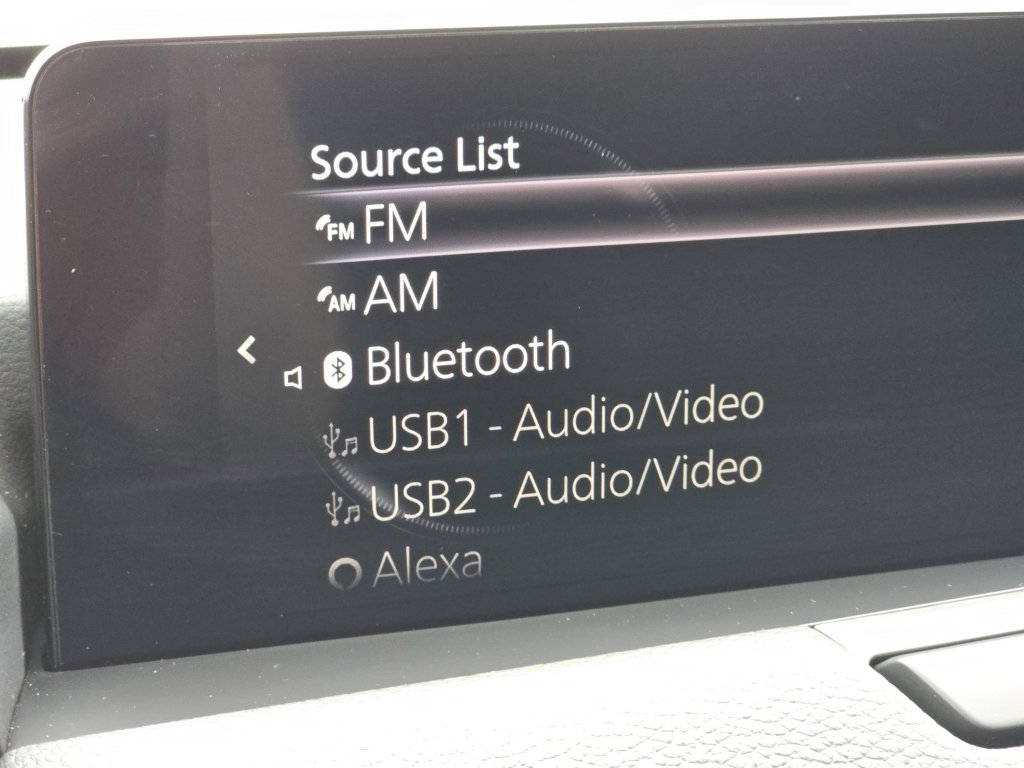 Source List
FM FM
AM AM
Bluetooth
USB1 - Audio/Video
USB2 - Audio/Video
Alexa